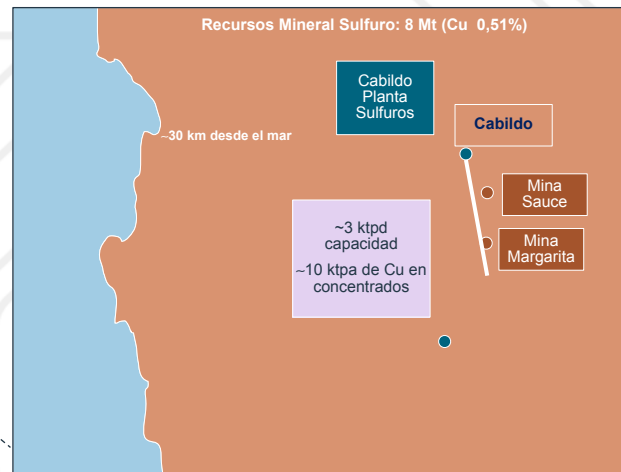 Recursos Mineral Sulfuro: 8 Mt (Cu  0,51%)
Cabildo
Planta
Sulfuros
Cabildo
~30 km desde el mar
Mina
Sauce
~3 ktpd
capacidad
~10 ktpa de Cu en
concentrados
Mina
Margarita